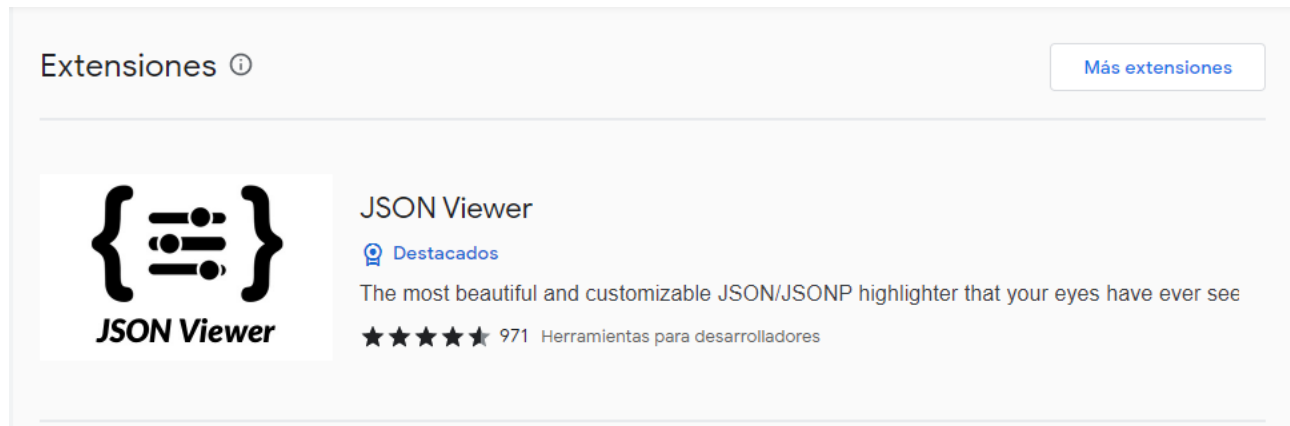 Extensiones
Más extensiones
JSON Viewer
JSON Viewer
Destacados
The most beautiful and customizable JSON/JSONP highlighter that your eyes have ever see
971 Herramientas para desarrolladores